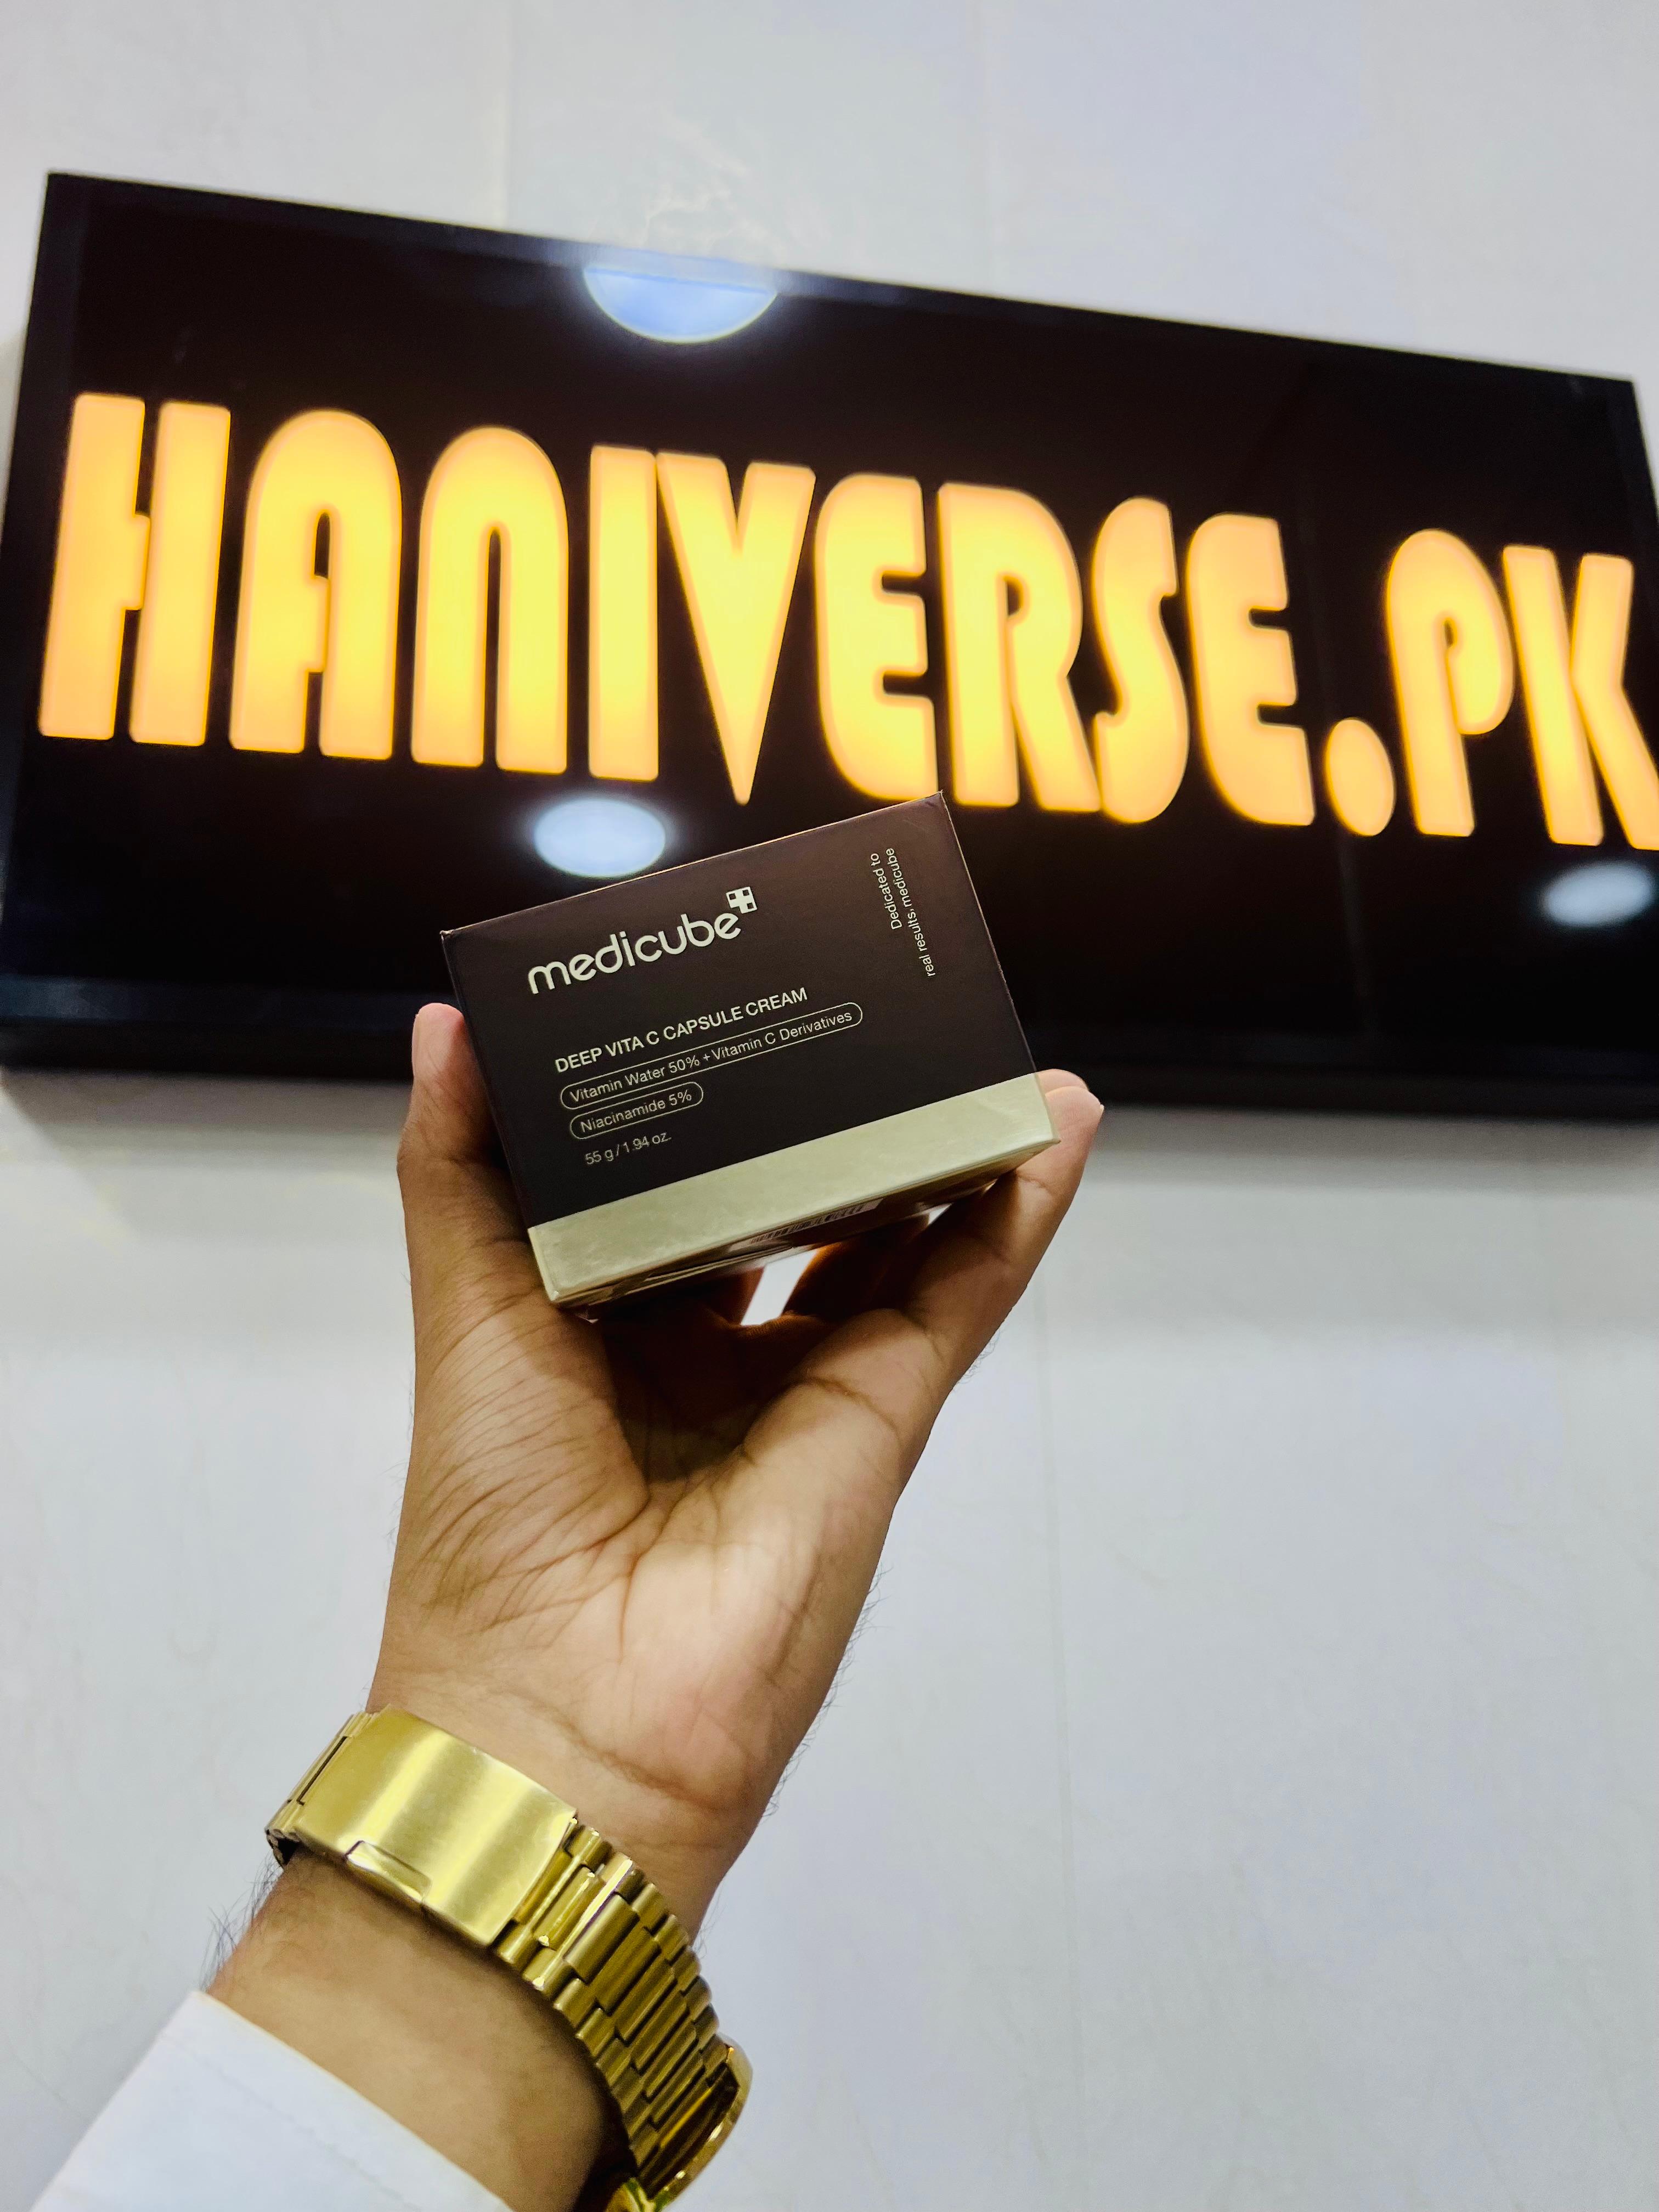 HANIVERSE.PK
medicube
Dedicated to
real results, medicube
DEEP VITA C CAPSULE CREAM
Vitamin Water 50% + Vitamin C Derivatives
Niacinamide 5%
55 g / 1.94 oz.